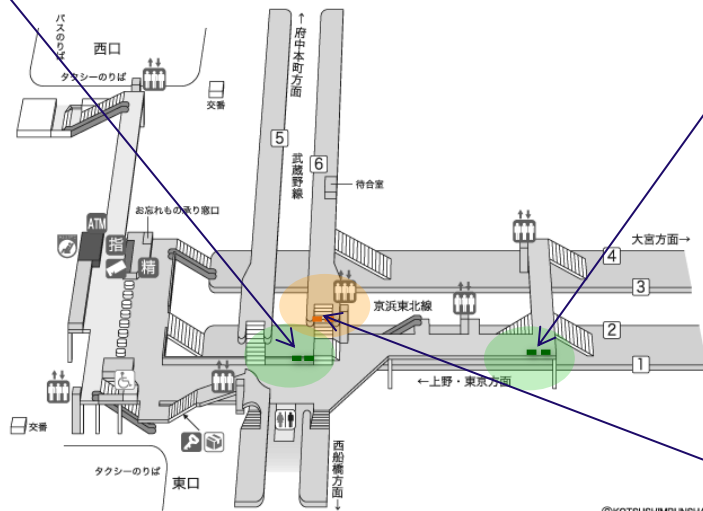 バスのりば
西口
タクシーのりば
交番
↑府中本町方面
5
武蔵野線
6
待合室
お忘れもの承り窓口
ATM
指
精
大宮方面→
4
3
京浜東北線
2
1
←上野・東京方面
交番
タクシーのりば
東口
西船橋方面→
©KOTSUSHIMBUNSHA